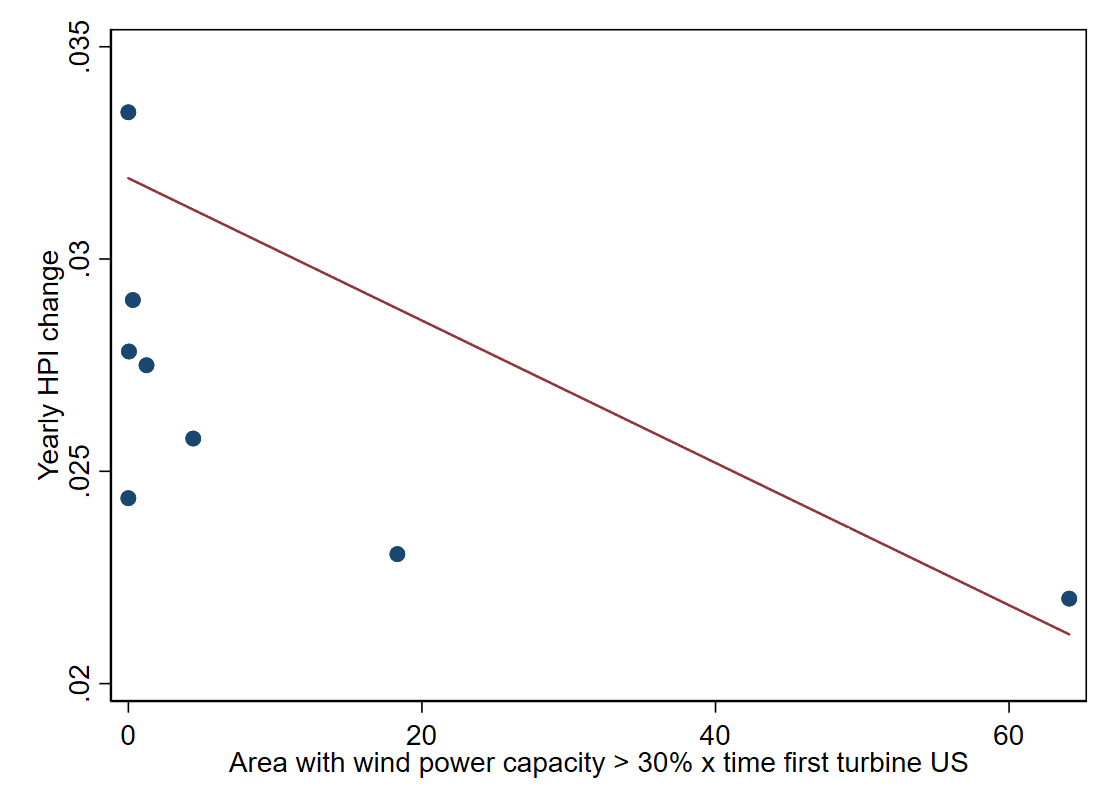 Yearly HPI change
.035
.03
.025
.02
0 20 40 60
Area with wind power capacity > 30% x time first turbine US